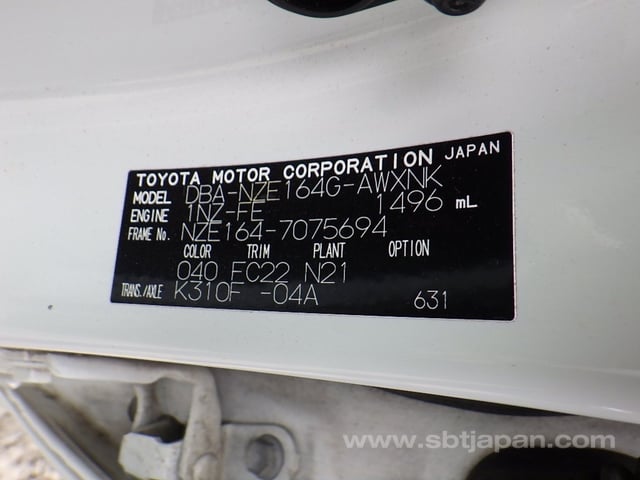 TOYOTA MOTOR CORPORATION JAPAN
MODEL DBA-NZE164G-AWXNK
ENGINE 1NZ-FE 1496 mL
FRAME No. NZE164-7075694
COLOR TRIM PLANT OPTION
040 FC22 N21
TRANS./AXLE K310F -04A 631
www.sbtjapan.com